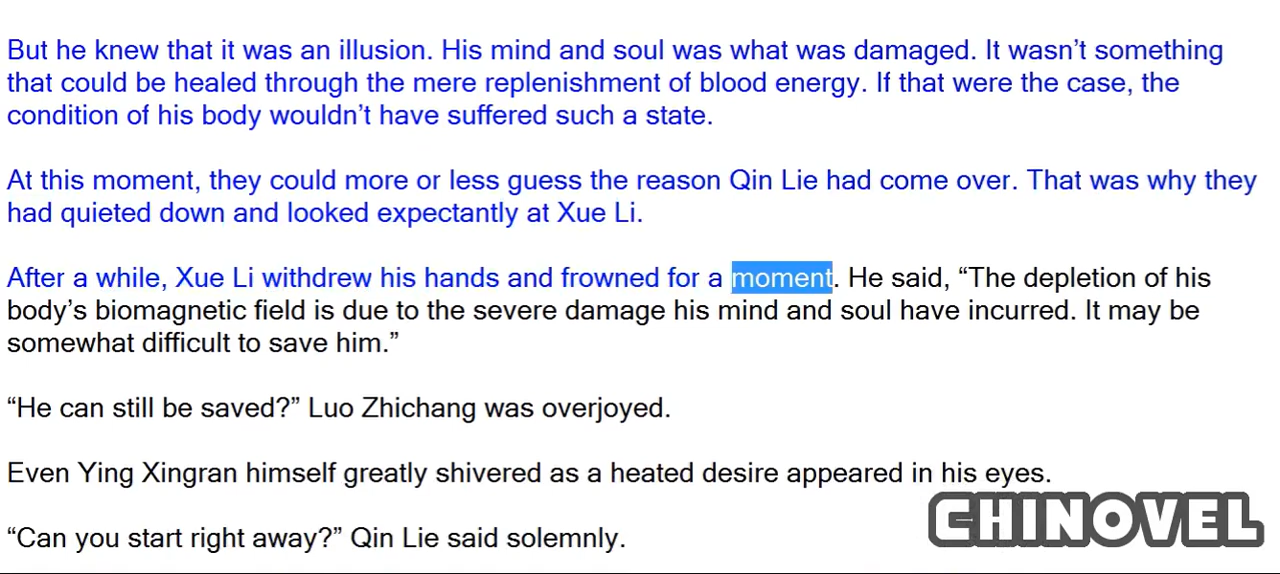 But he knew that it was an illusion. His mind and soul was what was damaged. It wasn’t something
that could be healed through the mere replenishment of blood energy. If that were the case, the
condition of his body wouldn’t have suffered such a state.
At this moment, they could more or less guess the reason Qin Lie had come over. That was why they
had quieted down and looked expectantly at Xue Li.
After a while, Xue Li withdrew his hands and frowned for a moment. He said, “The depletion of his
body’s biomagnetic field is due to the severe damage his mind and soul have incurred. It may be
somewhat difficult to save him.”
“He can still be saved?” Luo Zhichang was overjoyed.
Even Ying Xingran himself greatly shivered as a heated desire appeared in his eyes.
“Can you start right away?” Qin Lie said solemnly.
CHINOVEL